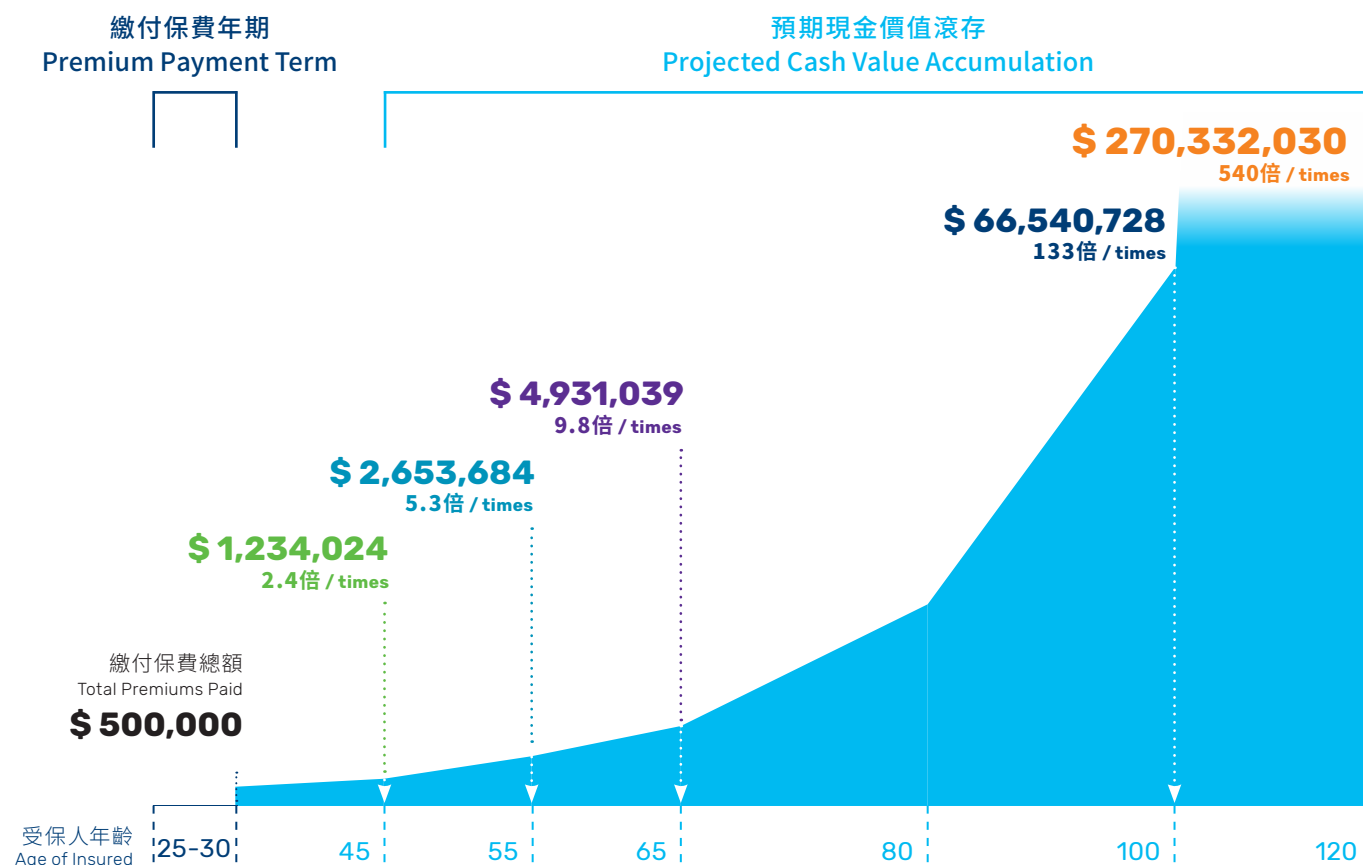 繳付保費年期
Premium Payment Term
預期現金價值滾存
Projected Cash Value Accumulation
$ 270,332,030
540倍 / times
$ 66,540,728
133倍 / times
$ 4,931,039
9.8倍 / times
$ 2,653,684
5.3倍 / times
$ 1,234,024
2.4倍 / times
繳付保費總額
Total Premiums Paid
$ 500,000
受保人年齡
Age of Insured
25-30 45 55 65 80 100 120